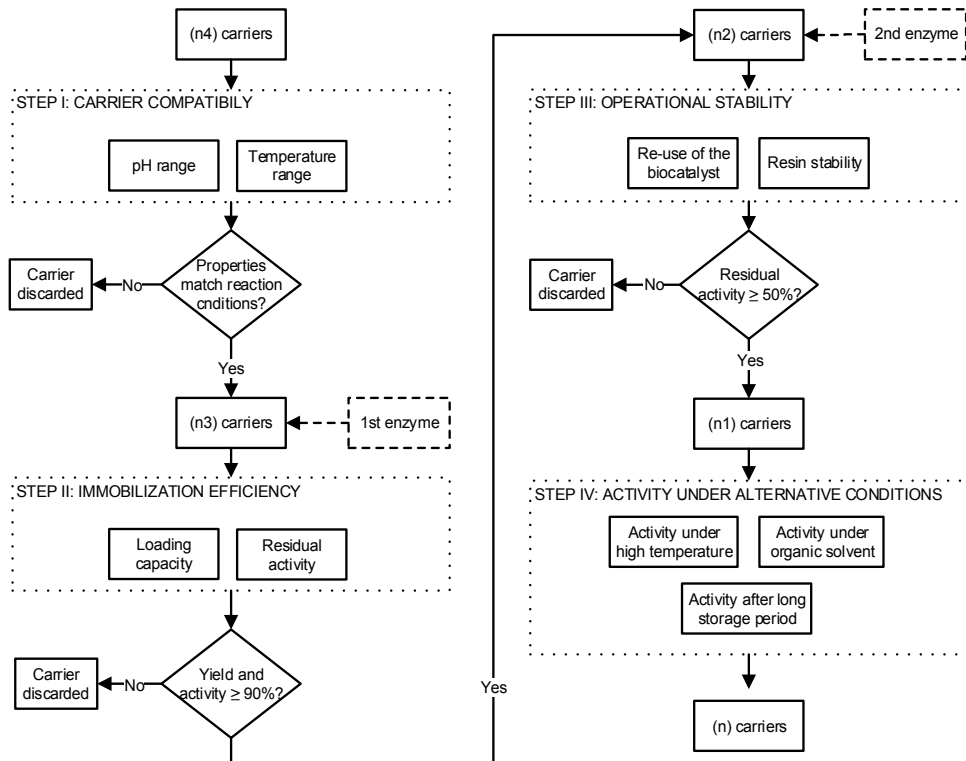 (n4) carriers
STEP I: CARRIER COMPATIBILY
pH range
Temperature
range
Properties
match reaction
cnditions?
No
Carrier
discarded
Yes
(n3) carriers
1st enzyme
STEP II: IMMOBILIZATION EFFICIENCY
Loading
capacity
Residual
activity
Yield and
activity ≥ 90%?
No
Carrier
discarded
Yes
(n2) carriers
2nd enzyme
STEP III: OPERATIONAL STABILITY
Re-use of the
biocatalyst
Resin stability
Residual
activity ≥ 50%?
No
Carrier
discarded
Yes
(n1) carriers
STEP IV: ACTIVITY UNDER ALTERNATIVE CONDITIONS
Activity under
high temperature
Activity under
organic solvent
Activity after long
storage period
(n) carriers